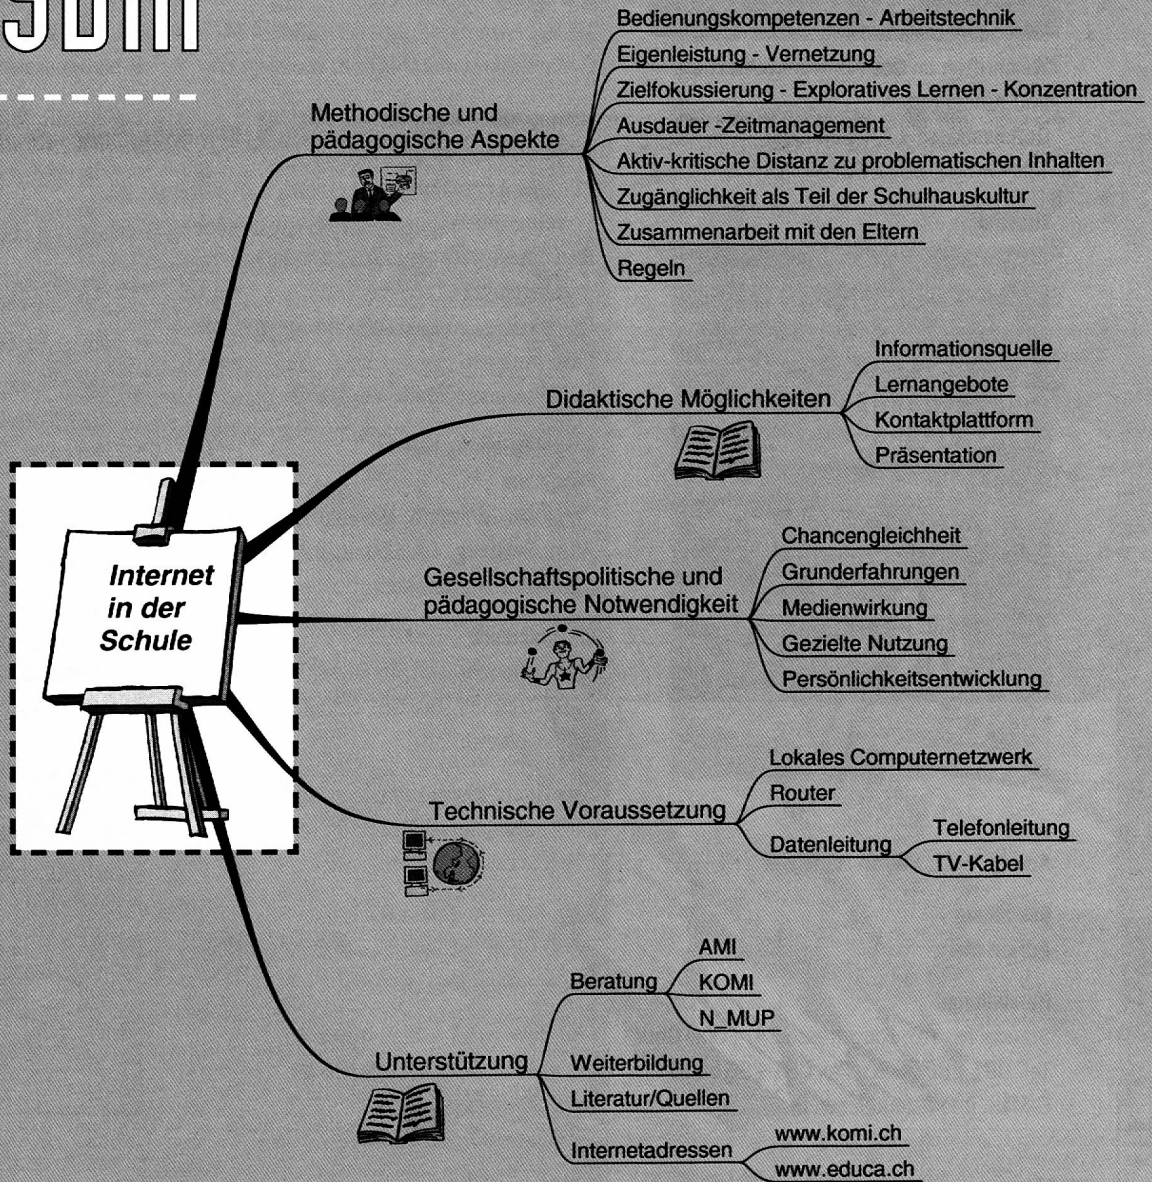 Methodische und
pädagogische Aspekte
Bedienungskompetenzen - Arbeitstechnik
Eigenleistung - Vernetzung
Zielfokussierung - Exploratives Lernen - Konzentration
Ausdauer -Zeitmanagement
Aktiv-kritische Distanz zu problematischen Inhalten
Zugänglichkeit als Teil der Schulhauskultur
Zusammenarbeit mit den Eltern
Regeln
Didaktische Möglichkeiten
Informationsquelle
Lernangebote
Kontaktplattform
Präsentation
Internet
in der
Schule
Gesellschaftspolitische und
pädagogische Notwendigkeit
Chancengleichheit
Grunderfahrungen
Medienwirkung
Gezielte Nutzung
Persönlichkeitsentwicklung
Technische Voraussetzung
Lokales Computernetzwerk
Router
Datenleitung
Telefonleitung
TV-Kabel
Unterstützung
Beratung
AMI
KOMI
N_MUP
Weiterbildung
Literatur/Quellen
Internetadressen
www.komi.ch
www.educa.ch